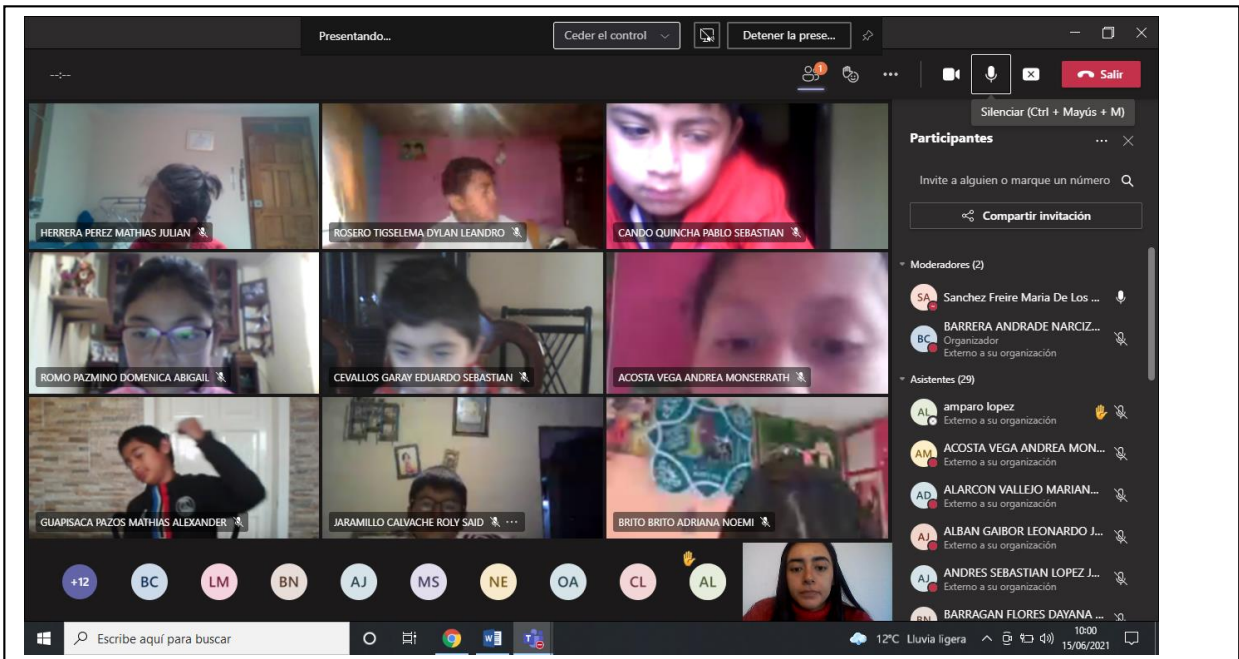 Presentando...
Ceder el control
Detener la prese...
--:--
1
Salir
Silenciar (Ctrl + Mayús + M)
HERRERA PEREZ MATHIAS JULIAN
ROSERO TIGSELEMA DYLAN LEANDRO
CANDO QUINCHA PABLO SEBASTIAN
ROMO PAZMINO DOMENICA ABIGAIL
CEVALLOS GARAY EDUARDO SEBASTIAN
ACOSTA VEGA ANDREA MONSERRATH
GUAPISACA PAZOS MATHIAS ALEXANDER
JARAMILLO CALVACHE ROLY SAID
BRITO BRITO ADRIANA NOEMI
+12 BC LM BN AJ MS NE OA CL AL
Participantes
Invite a alguien o marque un número
Compartir invitación
Moderadores (2)
SA Sanchez Freire Maria De Los ...
BC BARRERA ANDRADE NARCIZ...
Organizador
Externo a su organización
Asistentes (29)
AL amparo lopez
Externo a su organización
AM ACOSTA VEGA ANDREA MON...
Externo a su organización
AD ALARCON VALLEJO MARIAN...
Externo a su organización
AJ ALBAN GAIBOR LEONARDO J...
Externo a su organización
AJ ANDRES SEBASTIAN LOPEZ J...
Externo a su organización
BN BARRAGAN FLORES DAYANA ...
Escribe aquí para buscar
12°C Lluvia ligera
10:00
15/06/2021